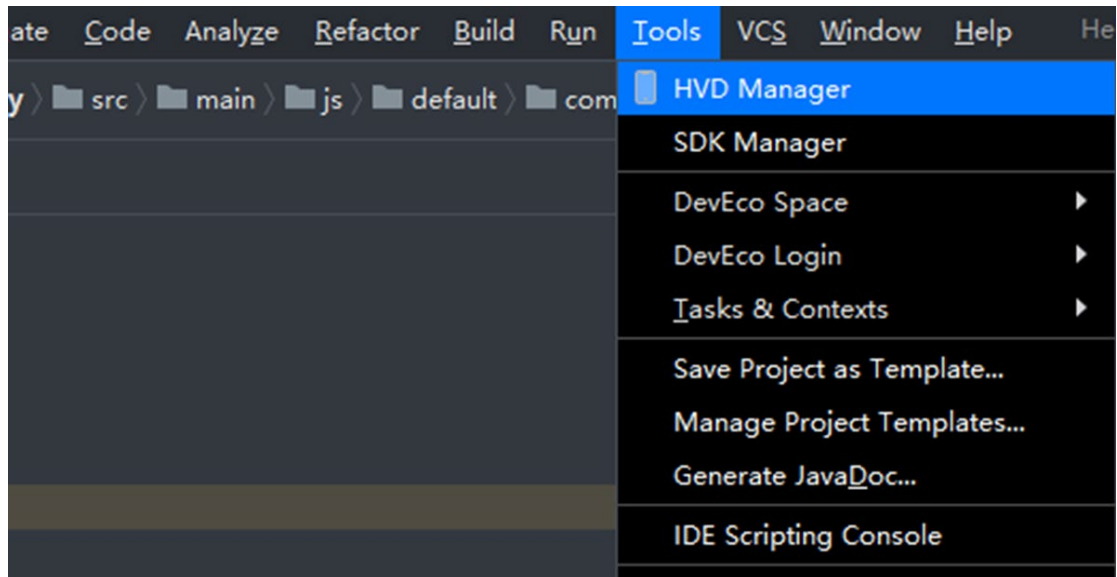 ate Code Analyze Refactor Build Run Tools VCS Window Help He
y src main js default com
HVD Manager
SDK Manager
DevEco Space
DevEco Login
Tasks & Contexts
Save Project as Template...
Manage Project Templates...
Generate JavaDoc...
IDE Scripting Console